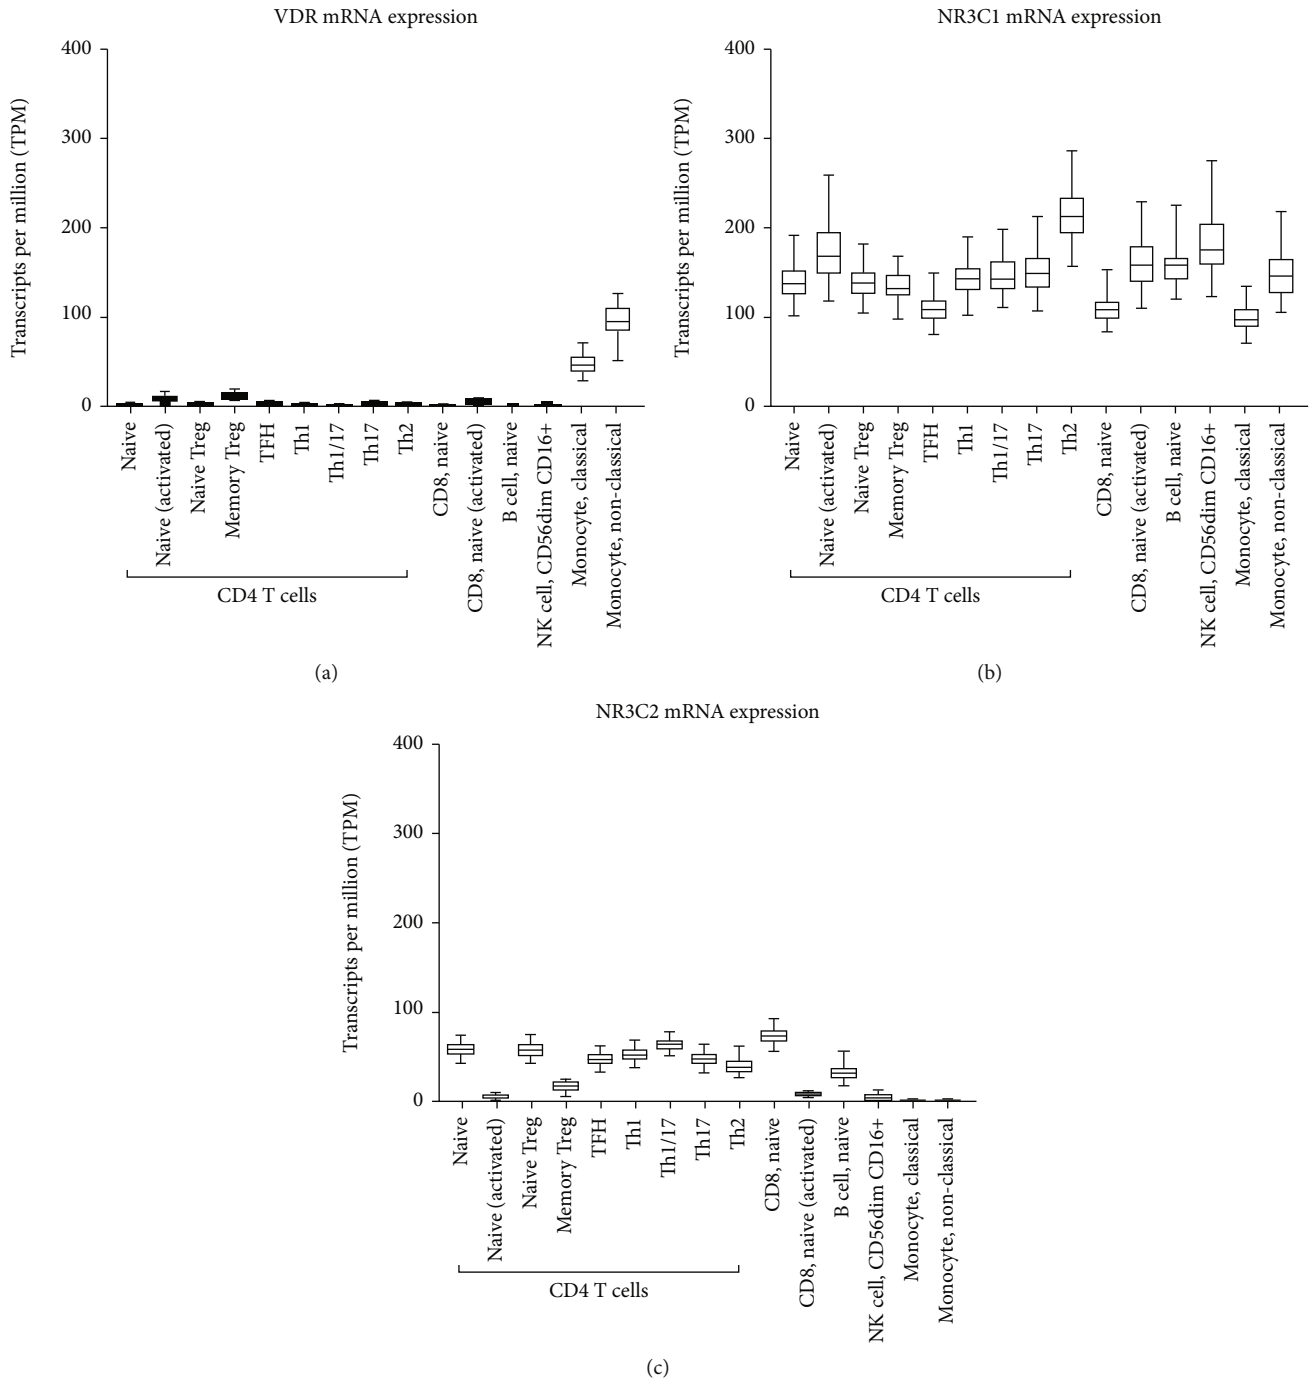 VDR mRNA expression
Transcripts per million (TPM)
400
300
200
100
0
Naive
Naive (activated)
Naive Treg
Memory Treg
TFH
Th1
Th1/17
Th17
Th2
CD8, naive
CD8, naive (activated)
B cell, naive
NK cell, CD56dim CD16+
Monocyte, classical
Monocyte, non-classical
CD4 T cells
(a)
NR3C1 mRNA expression
Transcripts per million (TPM)
400
300
200
100
0
Naive
Naive (activated)
Naive Treg
Memory Treg
TFH
Th1
Th1/17
Th17
Th2
CD8, naive
CD8, naive (activated)
B cell, naive
NK cell, CD56dim CD16+
Monocyte, classical
Monocyte, non-classical
CD4 T cells
(b)
NR3C2 mRNA expression
Transcripts per million (TPM)
400
300
200
100
0
Naive
Naive (activated)
Naive Treg
Memory Treg
TFH
Th1
Th1/17
Th17
Th2
CD8, naive
CD8, naive (activated)
B cell, naive
NK cell, CD56dim CD16+
Monocyte, classical
Monocyte, non-classical
CD4 T cells
(c)